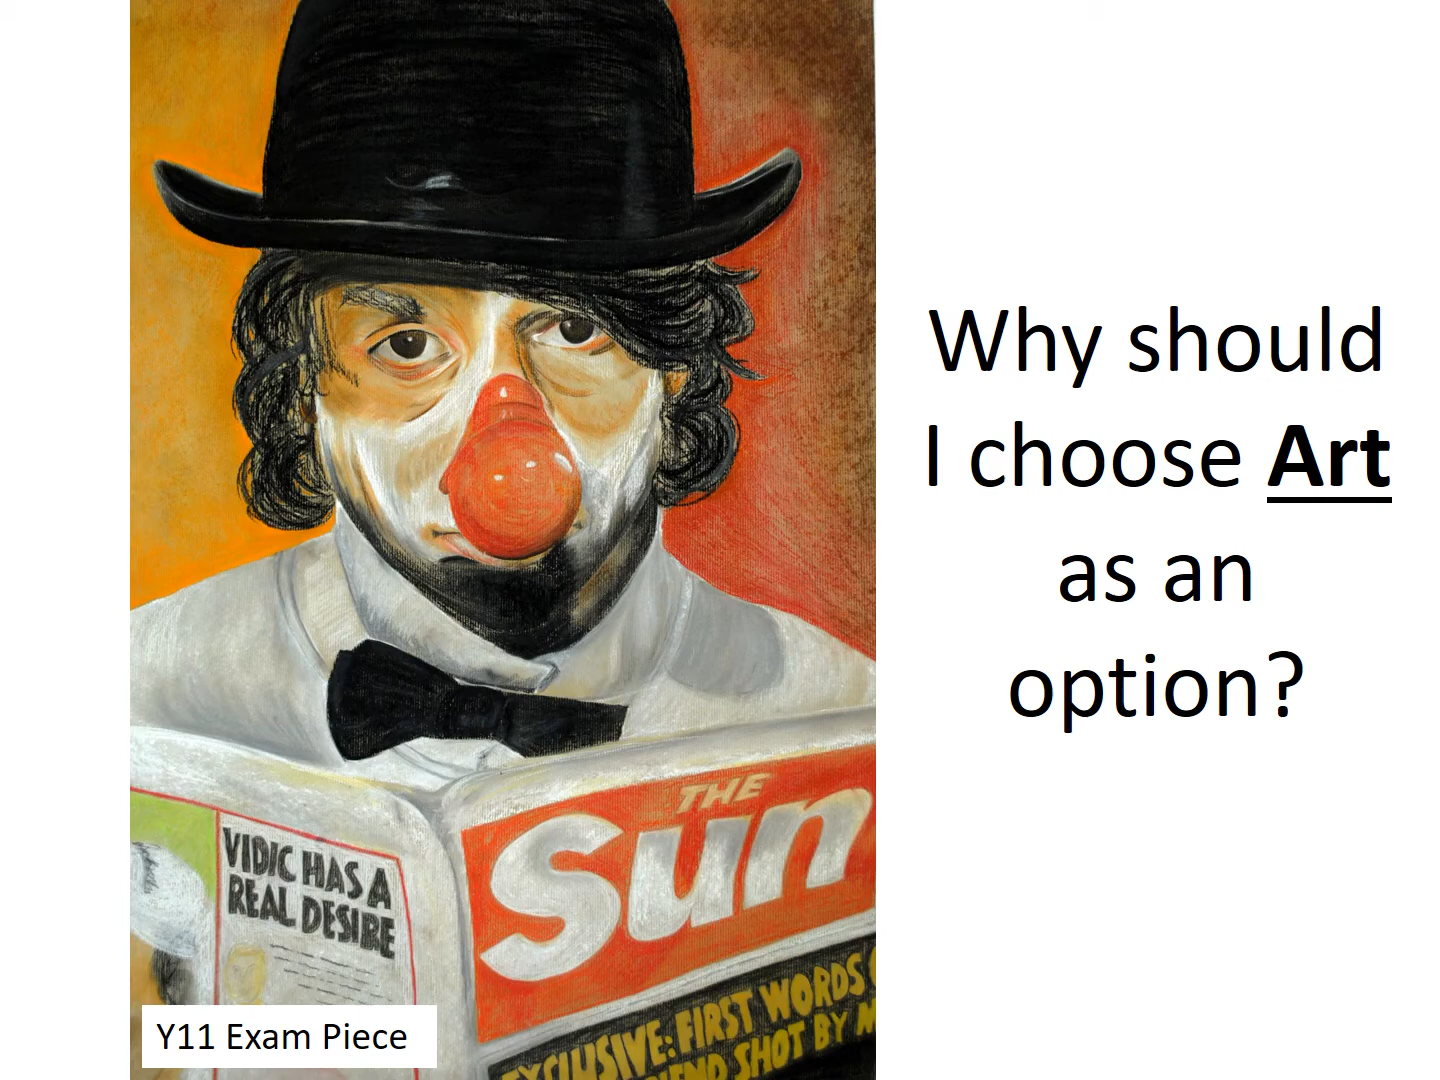 Why should
I choose Art
as an
option?
THE
Sun
VIDIC HAS A
REAL DESIRE
EXCLUSIVE: FIRST WORDS
SHOT BY
Y11 Exam Piece